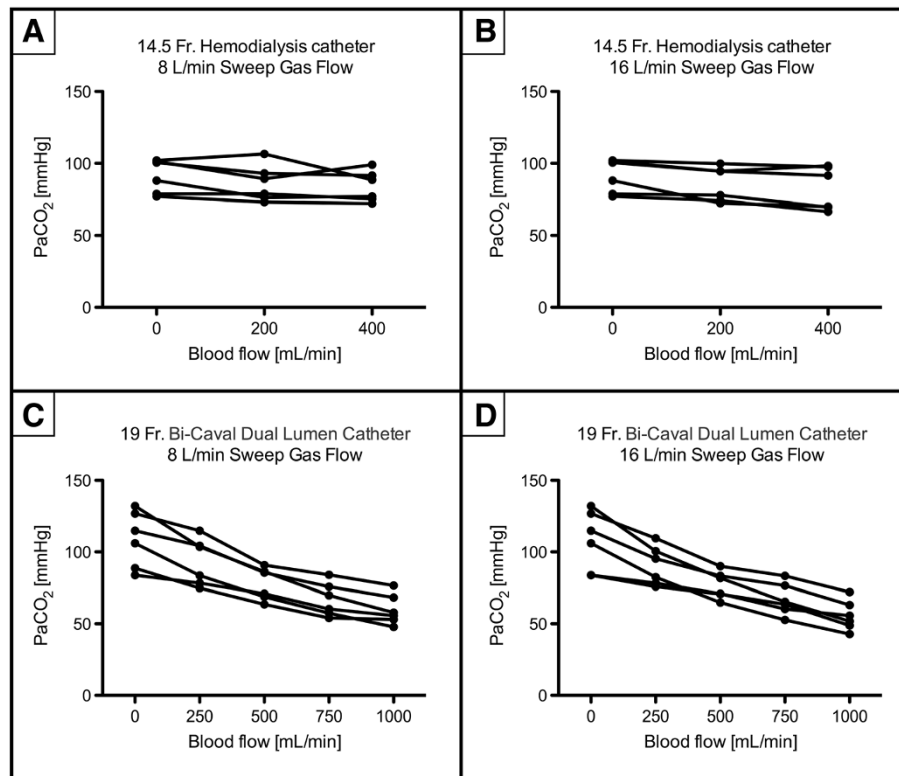 A
14.5 Fr. Hemodialysis catheter
8 L/min Sweep Gas Flow
PaCO₂ [mmHg]
150
100
50
0
0 200 400
Blood flow [mL/min]
B
14.5 Fr. Hemodialysis catheter
16 L/min Sweep Gas Flow
PaCO₂ [mmHg]
150
100
50
0
0 200 400
Blood flow [mL/min]
C
19 Fr. Bi-Caval Dual Lumen Catheter
8 L/min Sweep Gas Flow
PaCO₂ [mmHg]
150
100
50
0
0 250 500 750 1000
Blood flow [mL/min]
D
19 Fr. Bi-Caval Dual Lumen Catheter
16 L/min Sweep Gas Flow
PaCO₂ [mmHg]
150
100
50
0
0 250 500 750 1000
Blood flow [mL/min]